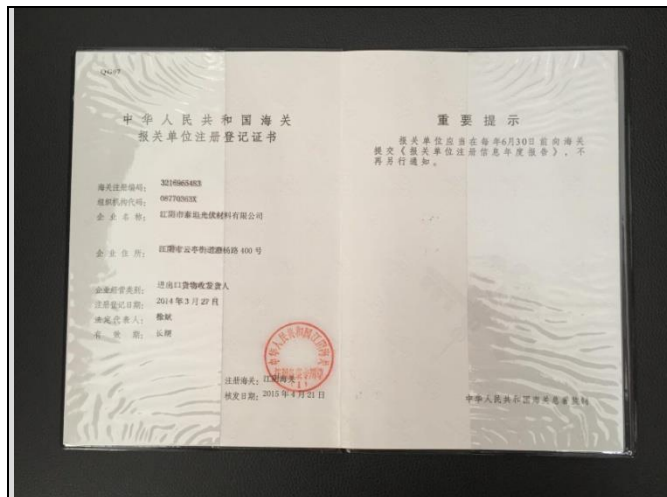 QG07
中华人民共和国海关
报关单位注册登记证书
海关注册编码：3216965453
组织机构代码：08770363X
企业名称：江阴市泰运光伏材料有限公司
企业住所：江阴市云亭街道路杨路400号
企业经营类别：进出口货物收发货人
注册登记日期：2014年3月27日
法定代表人：
有效期：长期
注册海关：江阴海关
核发日期：2015年4月21日
重要提示
报关单位应当在每年6月30日前向海关
提交《报关单位注册信息年度报告》，不
再另行通知。
中华人民共和国海关总署监制